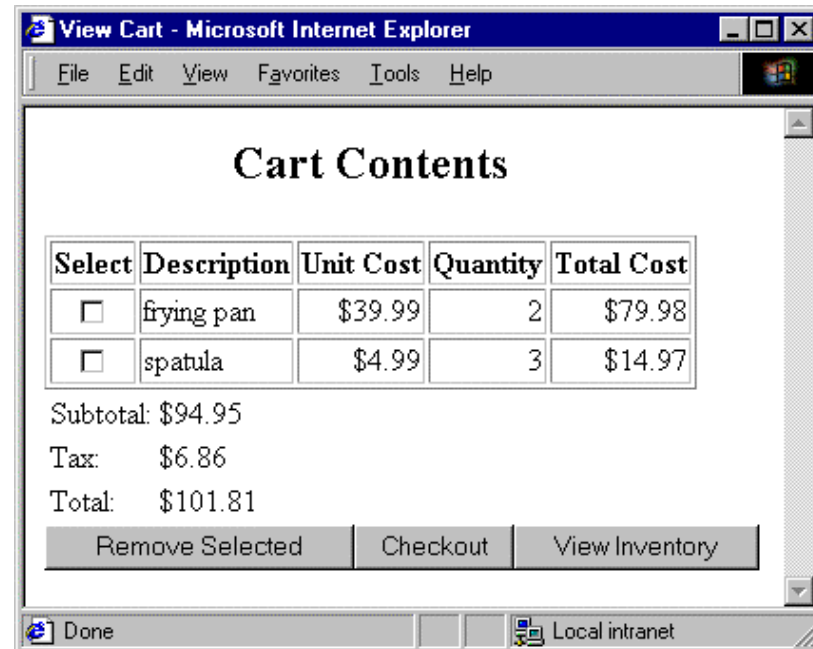 View Cart - Microsoft Internet Explorer
File Edit View Favorites Tools Help
Cart Contents
Select Description Unit Cost Quantity Total Cost
frying pan $39.99 2 $79.98
spatula $4.99 3 $14.97
Subtotal: $94.95
Tax: $6.86
Total: $101.81
Remove Selected Checkout View Inventory
Done Local intranet